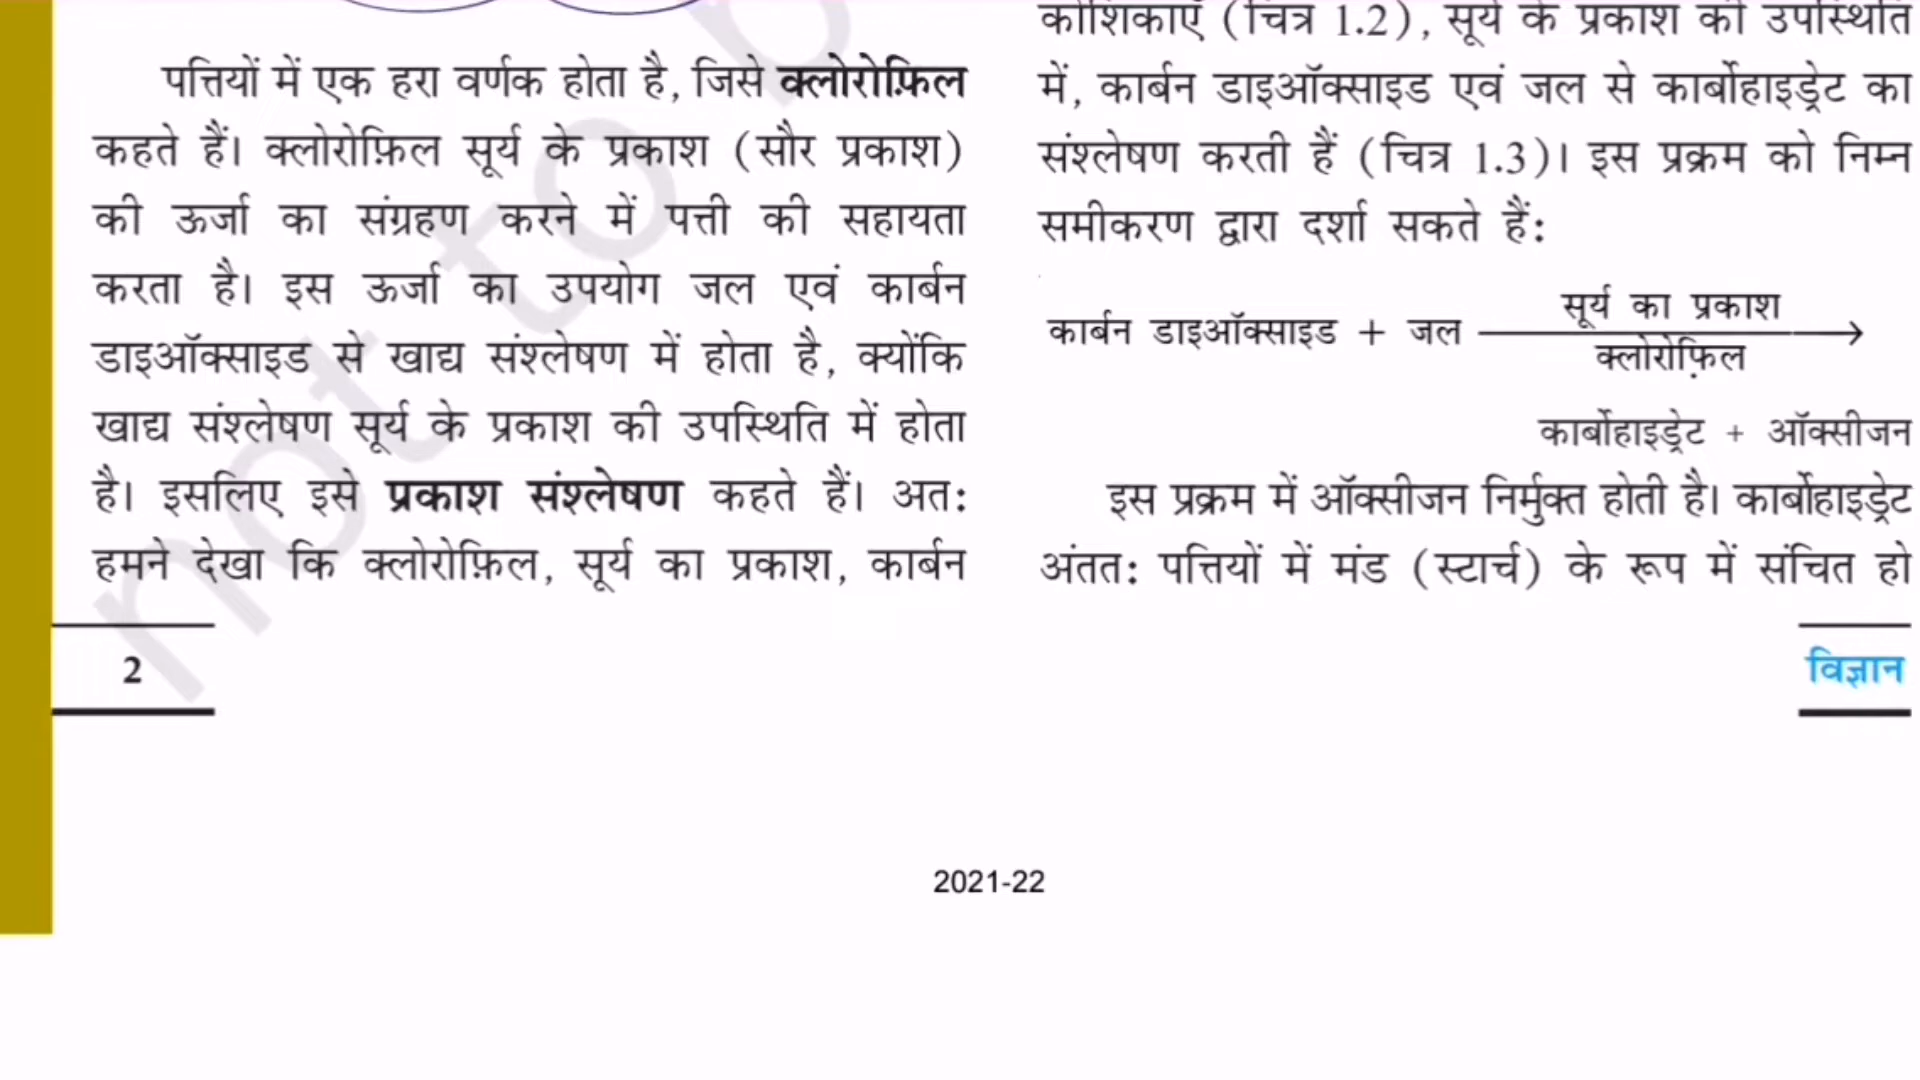 पत्तियों में एक हरा वर्णक होता है, जिसे क्लोरोफ़िल
कहते हैं। क्लोरोफ़िल सूर्य के प्रकाश (सौर प्रकाश)
की ऊर्जा का संग्रहण करने में पत्ती की सहायता
करता है। इस ऊर्जा का उपयोग जल एवं कार्बन
डाइऑक्साइड से खाद्य संश्लेषण में होता है, क्योंकि
खाद्य संश्लेषण सूर्य के प्रकाश की उपस्थिति में होता
है। इसलिए इसे प्रकाश संश्लेषण कहते हैं। अतः
हमने देखा कि क्लोरोफ़िल, सूर्य का प्रकाश, कार्बन
2
कोशिकाएँ (चित्र 1.2), सूर्य के प्रकाश की उपस्थिति
में, कार्बन डाइऑक्साइड एवं जल से कार्बोहाइड्रेट का
संश्लेषण करती हैं (चित्र 1.3)। इस प्रक्रम को निम्न
समीकरण द्वारा दर्शा सकते हैं:
सूर्य का प्रकाश
कार्बन डाइऑक्साइड + जल ⟶
क्लोरोफ़िल
कार्बोहाइड्रेट + ऑक्सीजन
इस प्रक्रम में ऑक्सीजन निर्मुक्त होती है। कार्बोहाइड्रेट
अंततः पत्तियों में मंड (स्टार्च) के रूप में संचित हो
विज्ञान
2021-22
not to